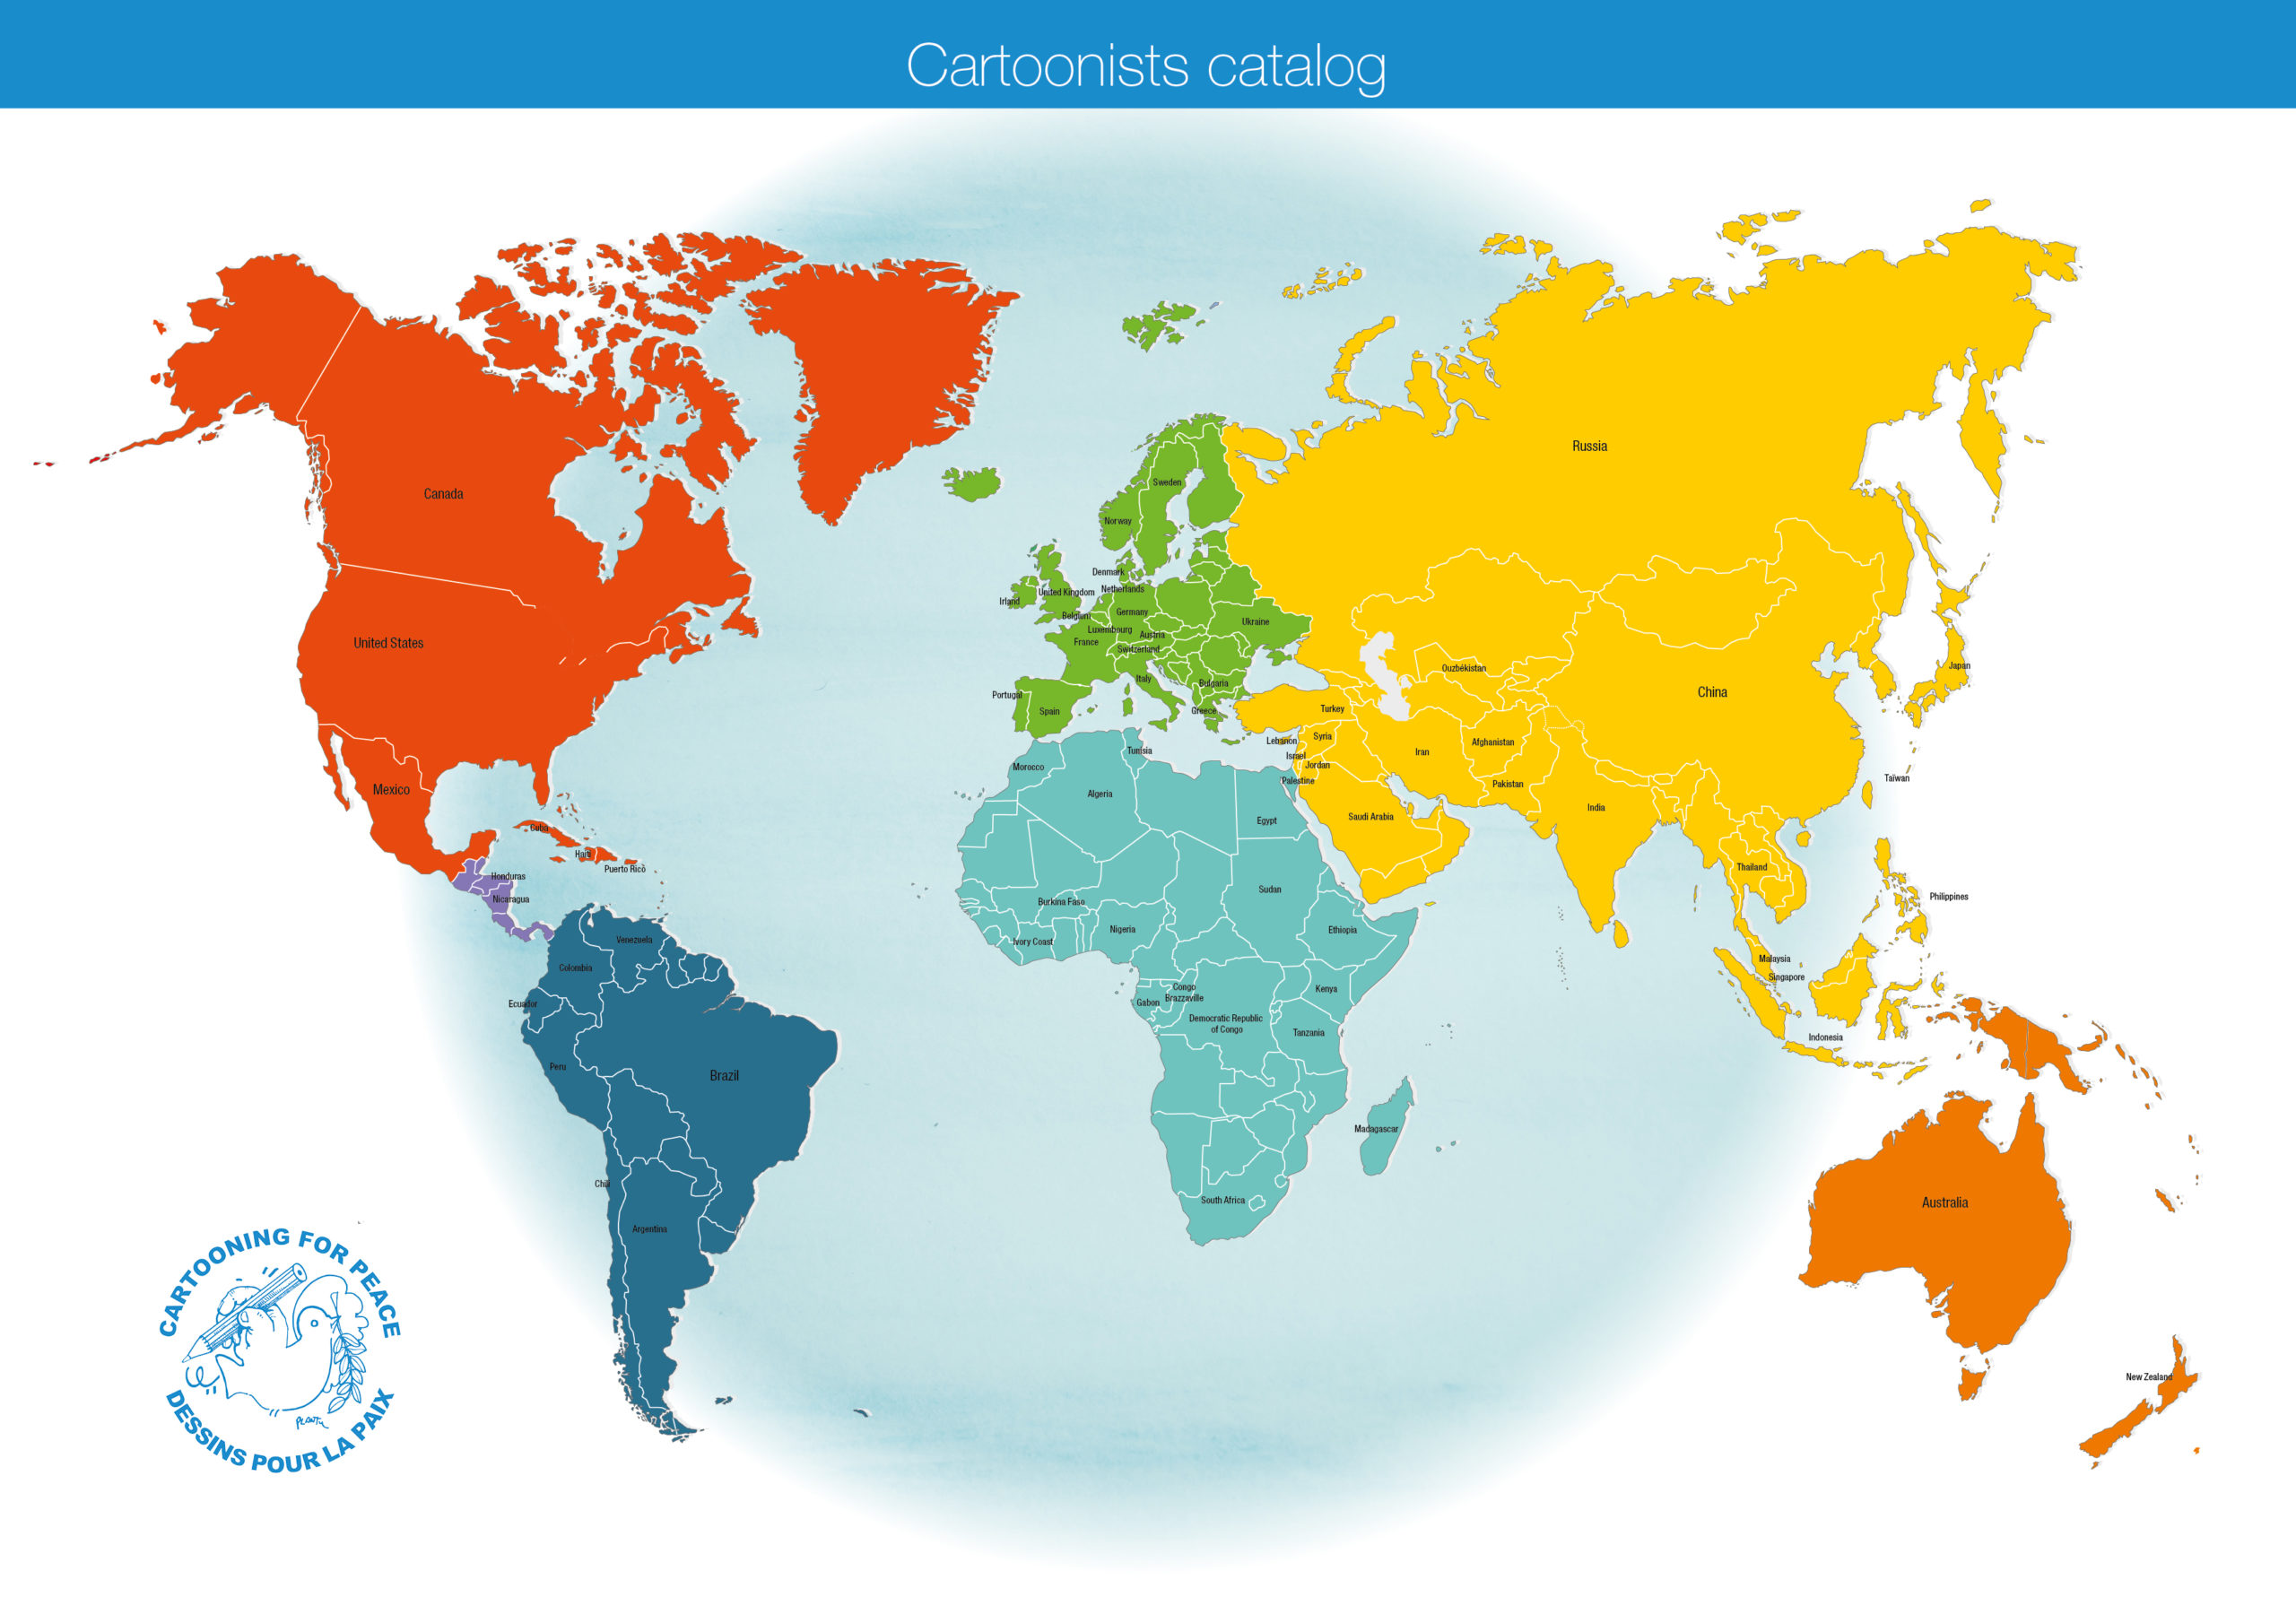 Cartoonists catalog
Canada
United States
Mexico
Cuba
Haïti
Puerto Rico
Honduras
Nicaragua
Venezuela
Colombia
Ecuador
Peru
Brazil
Chili
Argentina
Sweden
Norway
Denmark
Netherlands
United Kingdom
Irland
Belgium
Germany
Luxembourg
Austria
France
Switzerland
Ukraine
Italy
Bulgaria
Portugal
Spain
Greece
Tunisia
Morocco
Algeria
Egypt
Sudan
Burkina Faso
Ivory Coast
Nigeria
Ethiopia
Congo
Brazzaville
Gabon
Kenya
Democratic Republic
of Congo
Tanzania
Madagascar
South Africa
Russia
Ouzbékistan
China
Japan
Turkey
Lebanon
Syria
Israel
Jordan
Palestine
Iran
Afghanistan
Pakistan
Saudi Arabia
India
Taïwan
Thailand
Philippines
Malaysia
Singapore
Indonesia
Australia
New Zealand
CARTOONING FOR PEACE
PLANTU
DESSINS POUR LA PAIX